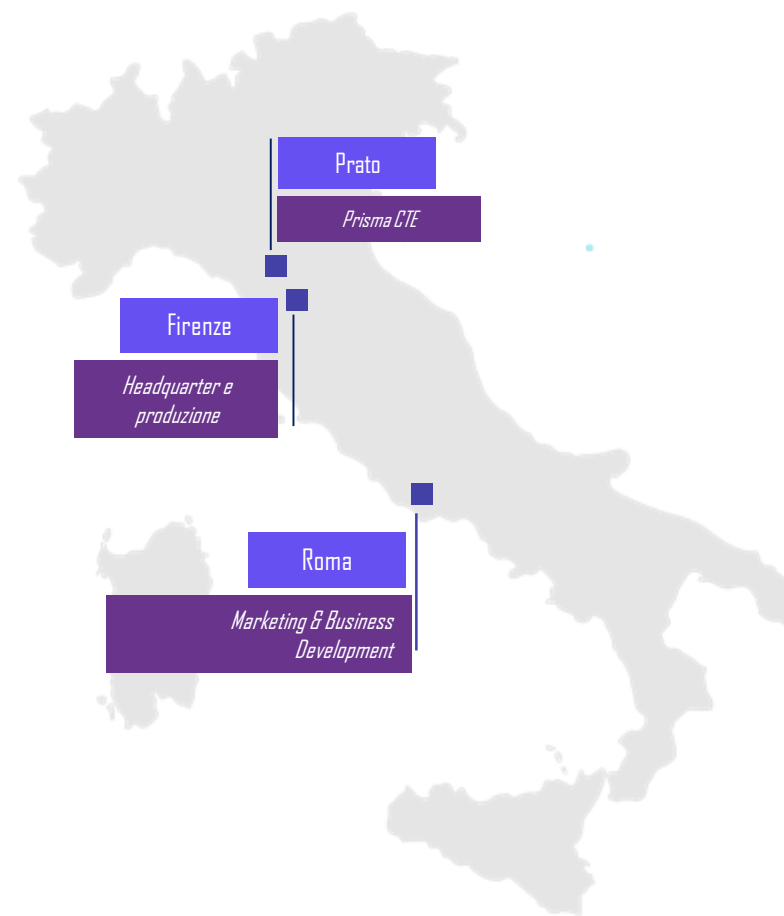 Prato
Prisma CTE
Firenze
Headquarter e
produzione
Roma
Marketing & Business
Development